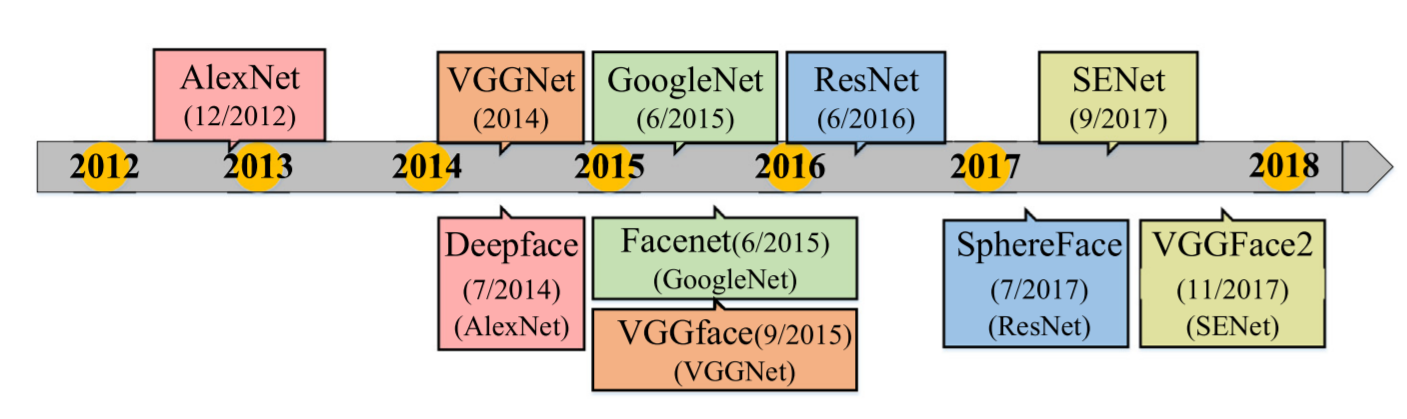 AlexNet
(12/2012)
VGGNet
(2014)
GoogleNet
(6/2015)
ResNet
(6/2016)
SENet
(9/2017)
2012
2013
2014
2015
2016
2017
2018
Deepface
(7/2014)
(AlexNet)
Facenet(6/2015)
(GoogleNet)
VGGface(9/2015)
(VGGNet)
SphereFace
(7/2017)
(ResNet)
VGGFace2
(11/2017)
(SENet)